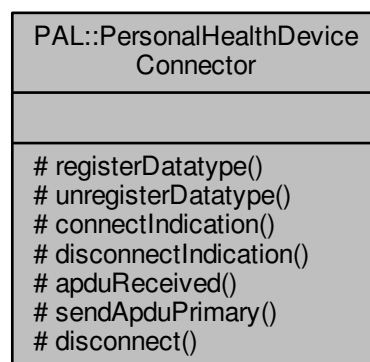 PAL::PersonalHealthDevice
Connector
# registerDatatype()
# unregisterDatatype()
# connectIndication()
# disconnectIndication()
# apduReceived()
# sendApduPrimary()
# disconnect()